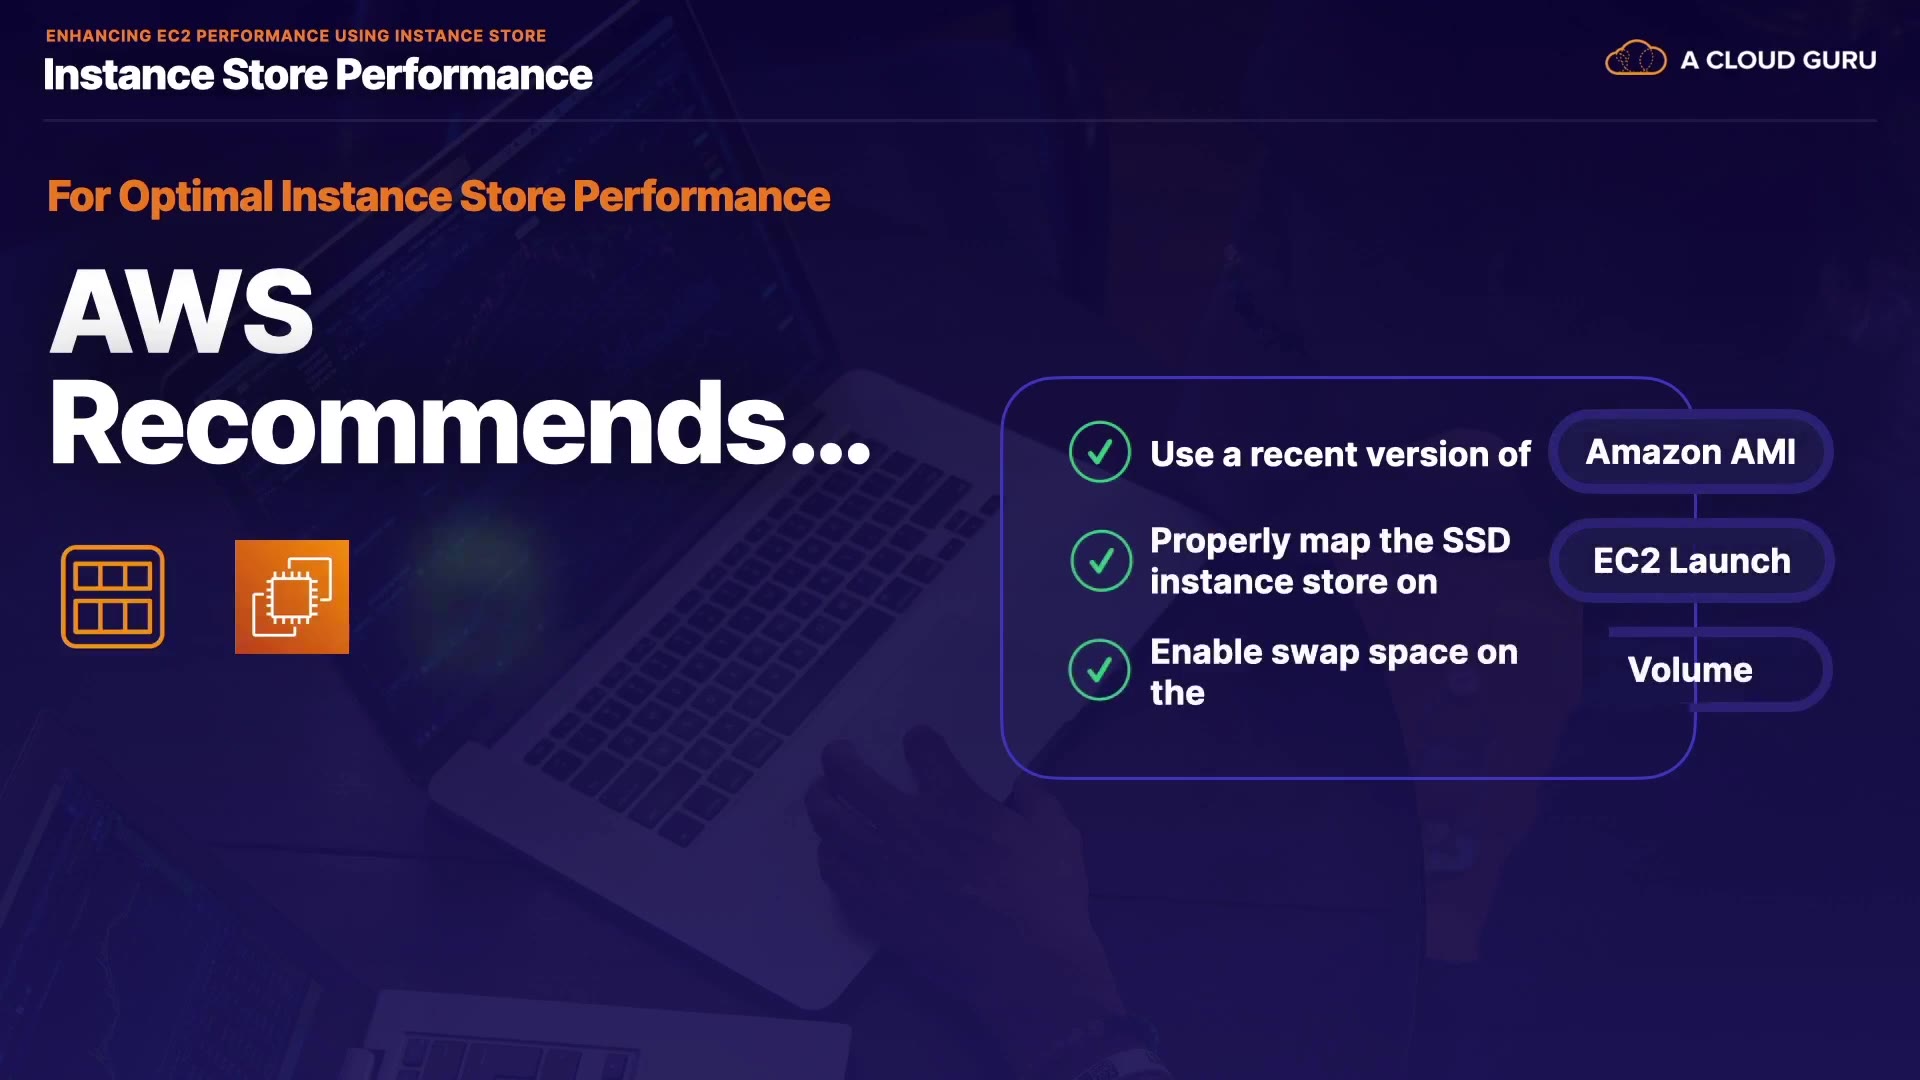 ENHANCING EC2 PERFORMANCE USING INSTANCE STORE
Instance Store Performance
A CLOUD GURU
For Optimal Instance Store Performance
AWS
Recommends...
Use a recent version of Amazon AMI
Properly map the SSD
instance store on EC2 Launch
Enable swap space on
the Volume